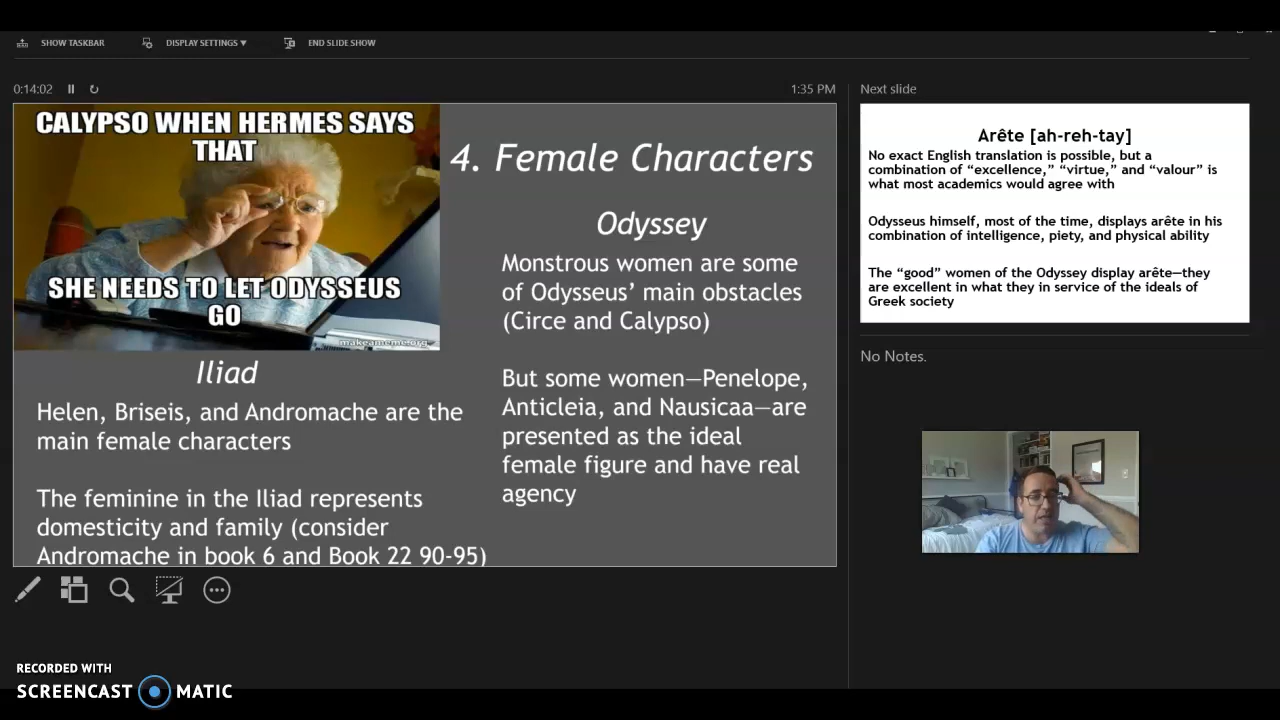 SHOW TASKBAR
DISPLAY SETTINGS ▼
END SLIDE SHOW
0:14:02
1:35 PM
CALYPSO WHEN HERMES SAYS
THAT
SHE NEEDS TO LET ODYSSEUS
GO
makeameme.org
4. Female Characters
Odyssey
Monstrous women are some
of Odysseus’ main obstacles
(Circe and Calypso)
But some women—Penelope,
Anticleia, and Nausicaa—are
presented as the ideal
female figure and have real
agency
Iliad
Helen, Briseis, and Andromache are the
main female characters
The feminine in the Iliad represents
domesticity and family (consider
Andromache in book 6 and Book 22 90-95)
Next slide
Arête [ah-reh-tay]
No exact English translation is possible, but a
combination of “excellence,” “virtue,” and “valour” is
what most academics would agree with
Odysseus himself, most of the time, displays arête in his
combination of intelligence, piety, and physical ability
The “good” women of the Odyssey display arête—they
are excellent in what they in service of the ideals of
Greek society
No Notes.
RECORDED WITH
SCREENCAST MATIC